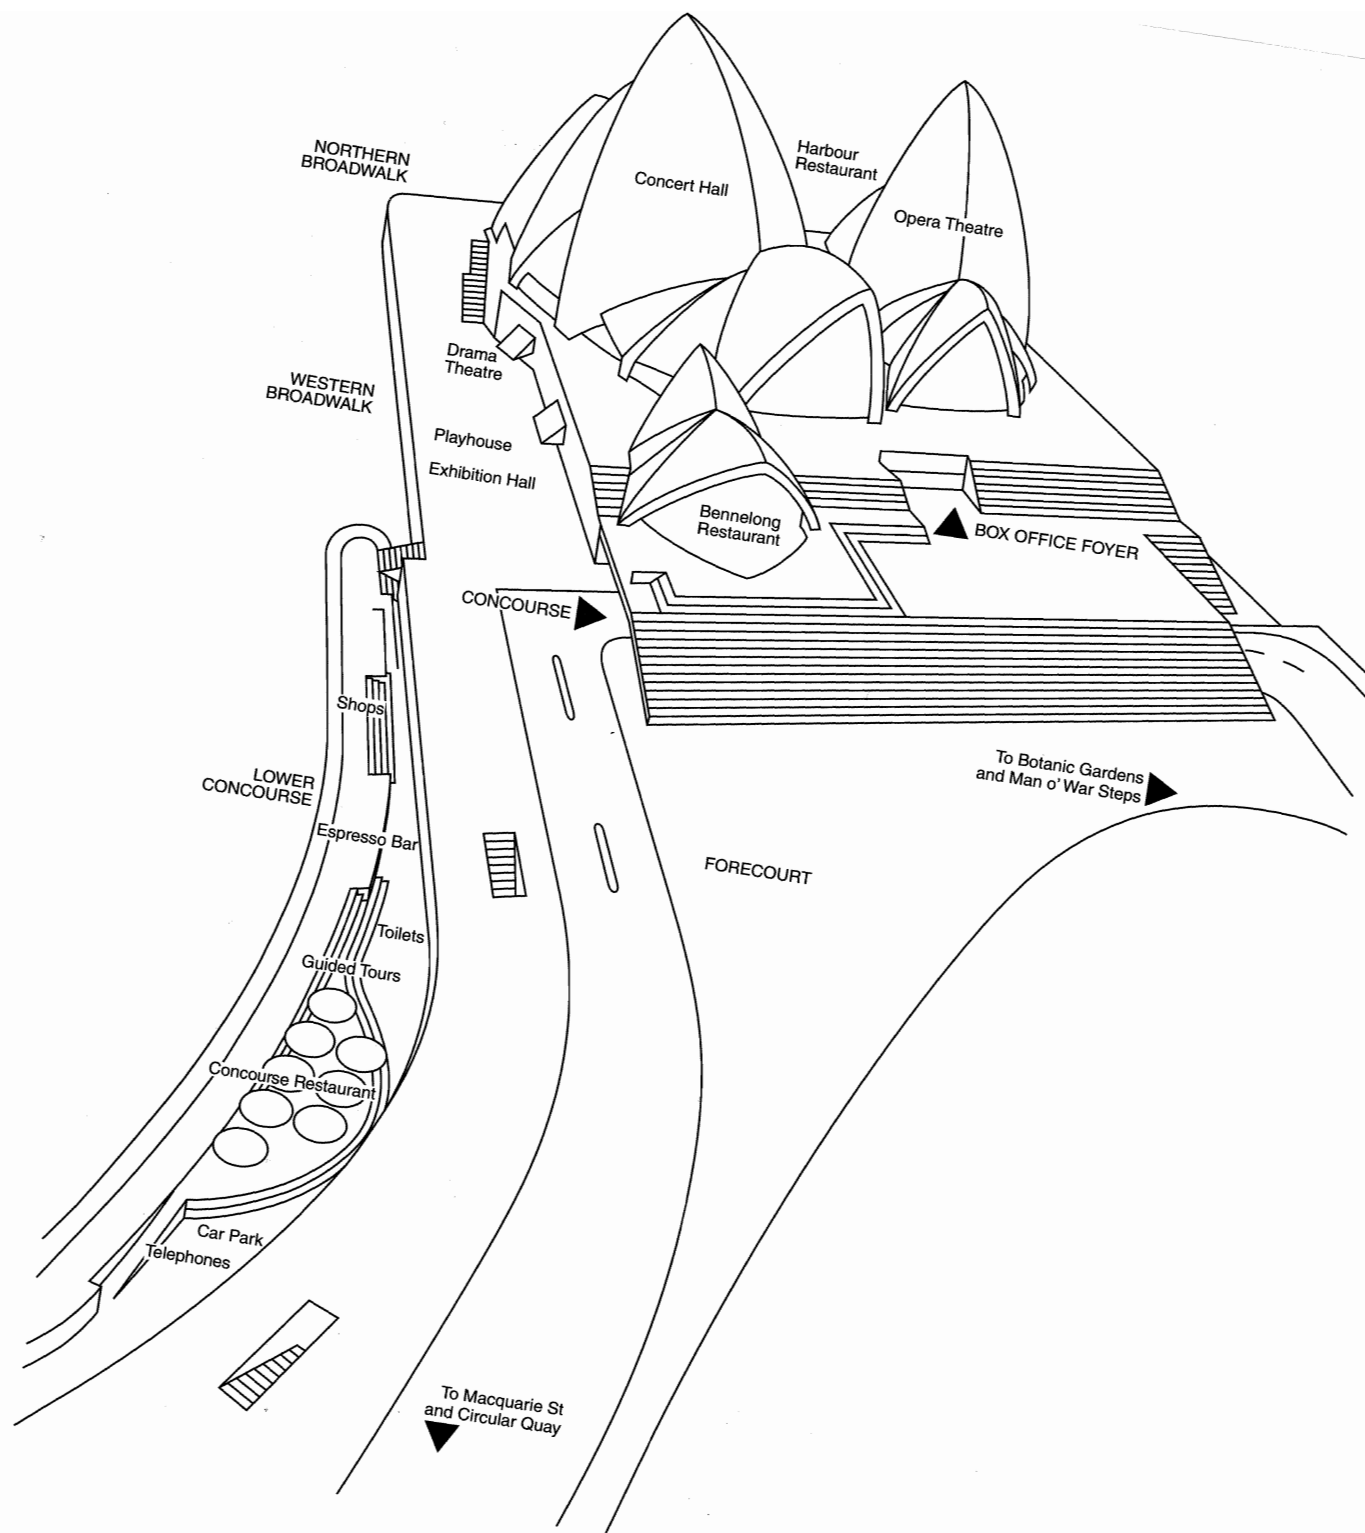 NORTHERN
BROADWALK
Concert Hall
Harbour
Restaurant
Opera Theatre
Drama
Theatre
WESTERN
BROADWALK
Playhouse
Exhibition Hall
Bennelong
Restaurant
BOX OFFICE FOYER
CONCOURSE
Shops
LOWER
CONCOURSE
To Botanic Gardens
and Man o' War Steps
Espresso Bar
FORECOURT
Toilets
Guided Tours
Concourse Restaurant
Car Park
Telephones
To Macquarie St
and Circular Quay